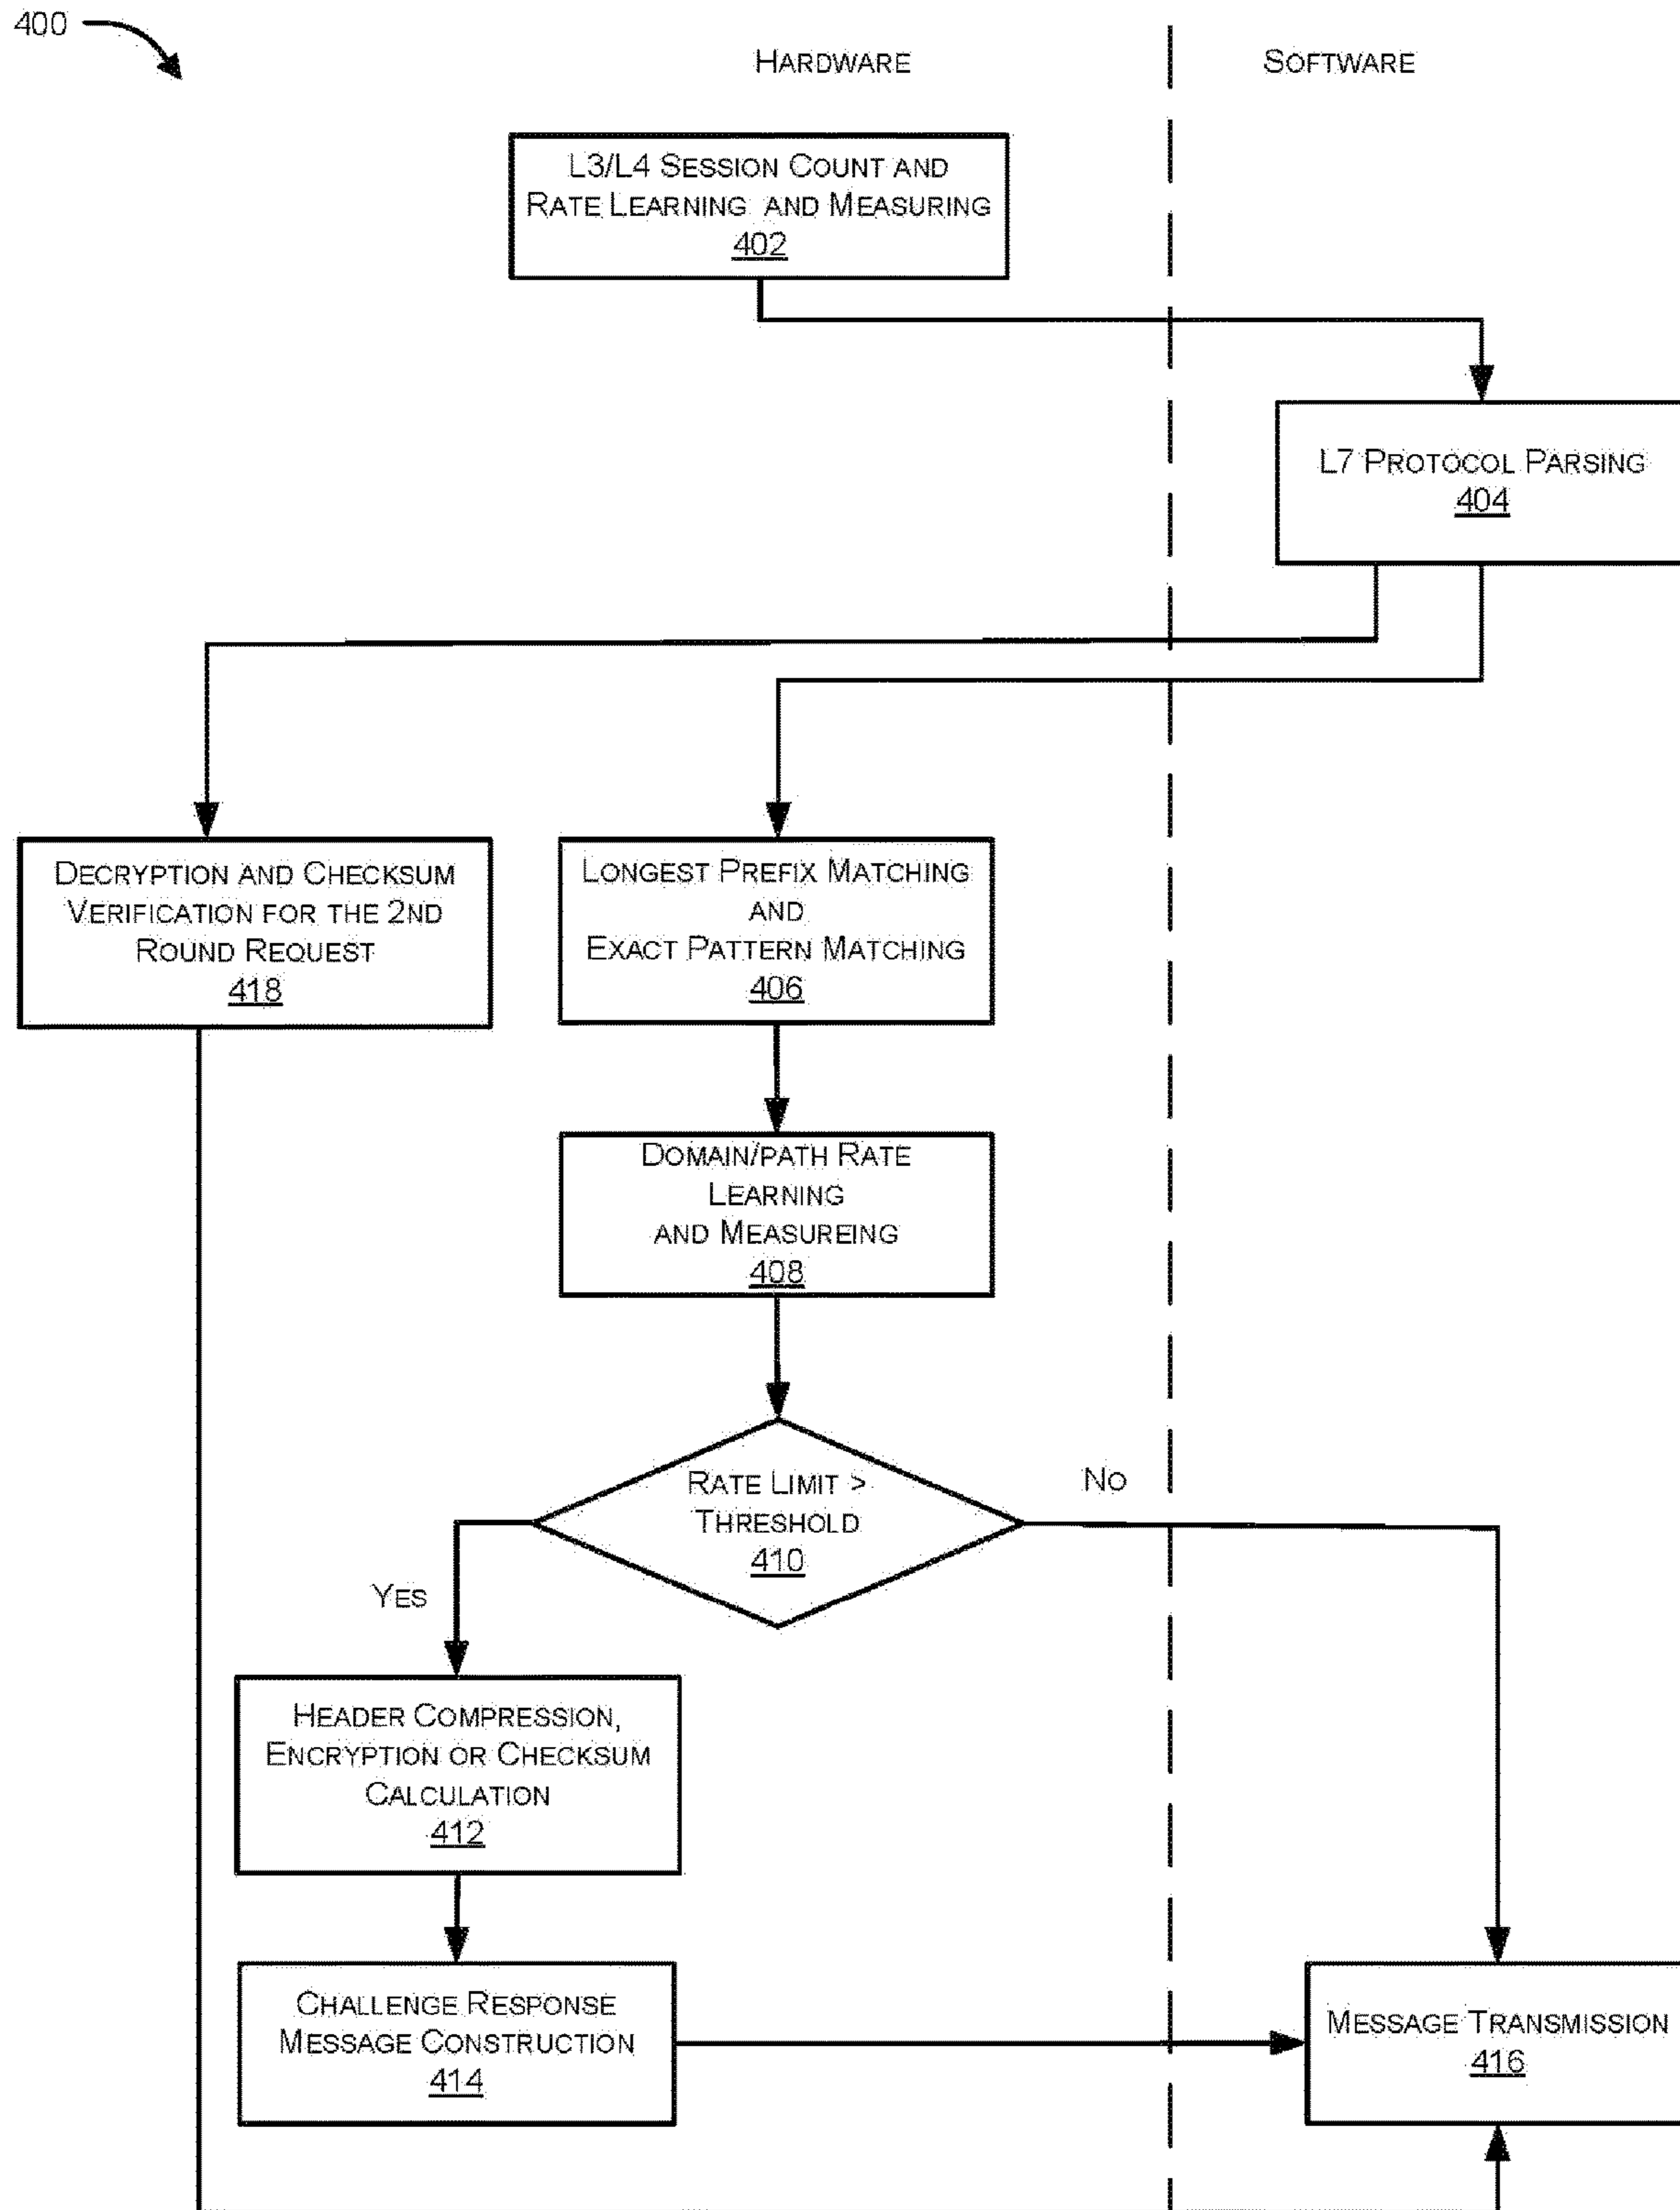 400
HARDWARE
SOFTWARE
L3/L4 SESSION COUNT AND
RATE LEARNING AND MEASURING
402
L7 PROTOCOL PARSING
404
DECRYPTION AND CHECKSUM
VERIFICATION FOR THE 2ND
ROUND REQUEST
418
LONGEST PREFIX MATCHING
AND
EXACT PATTERN MATCHING
406
DOMAIN/PATH RATE
LEARNING
AND MEASUREING
408
RATE LIMIT >
THRESHOLD
410
NO
YES
HEADER COMPRESSION,
ENCRYPTION OR CHECKSUM
CALCULATION
412
CHALLENGE RESPONSE
MESSAGE CONSTRUCTION
414
MESSAGE TRANSMISSION
416